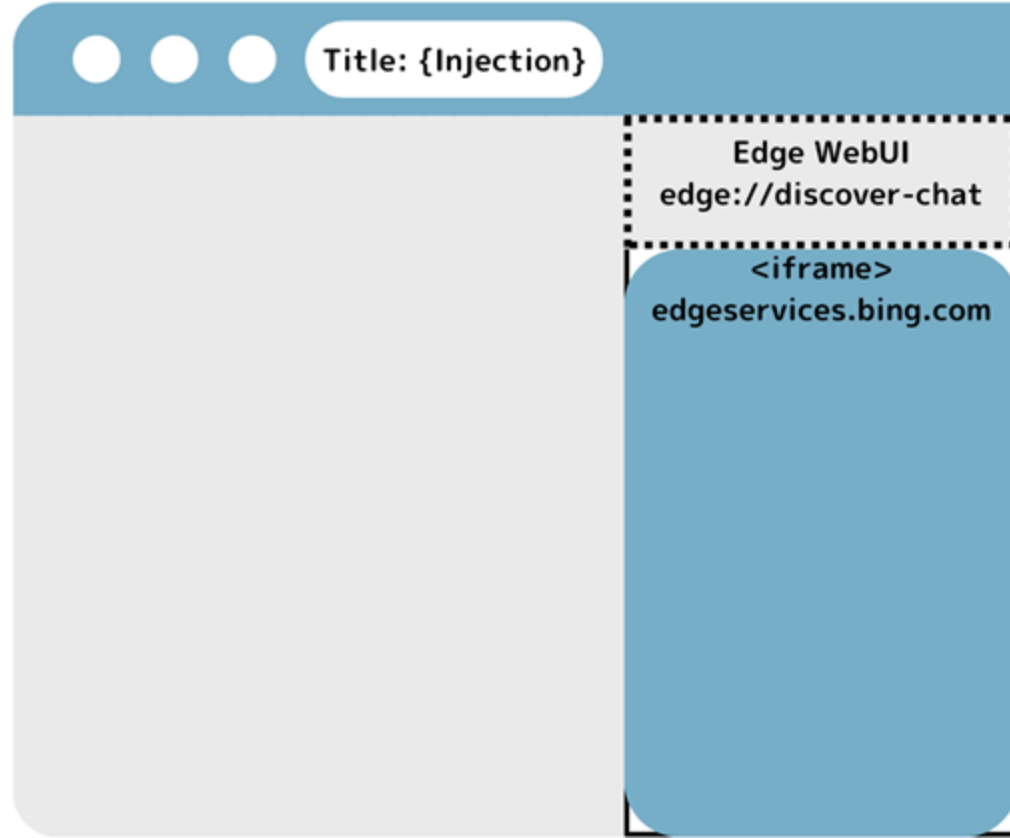 Title: {Injection}
Edge WebUI
edge://discover-chat
<iframe>
edgeservices.bing.com